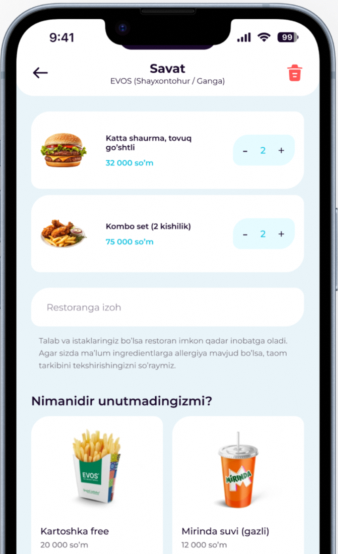 9:41
99
Savat
EVOS (Shayxontohur / Ganga)
Katta shaurma, tovuq
go'shtli
32 000 so'm
- 2 +
Kombo set (2 kishilik)
75 000 so'm
- 2 +
Restoranga izoh
Talab va istaklaringiz bo'lsa restoran imkon qadar inobatga oladi.
Agar sizda ma'lum ingredientlarga allergiya mavjud bo'lsa, taom
tarkibini tekshirishingizni so'raymiz.
Nimanidir unutmadingizmi?
EVOS
MIRINDA
Kartoshka free
Mirinda suvi (gazli)
20 000 so'm
12 000 so'm